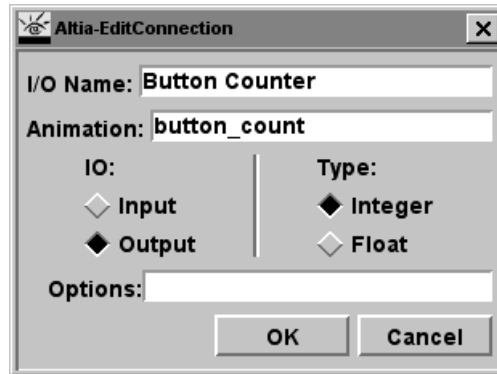 Altia-EditConnection
I/O Name: Button Counter
Animation: button_count
IO: Type:
Input Integer
Output Float
Options:
OK Cancel